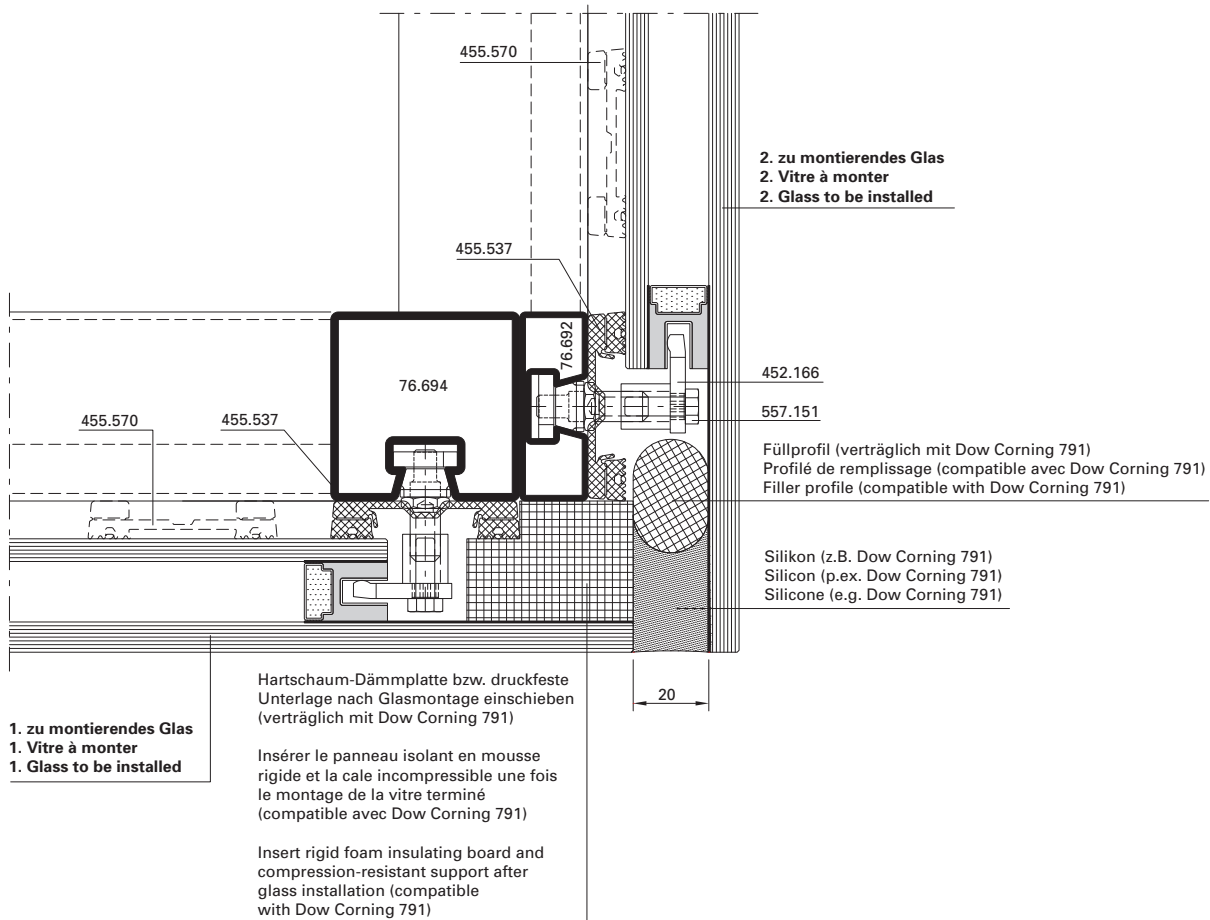 455.570
2. zu montierendes Glas
2. Vitre à monter
2. Glass to be installed
455.537
76.692
76.694
452.166
557.151
455.570
455.537
Füllprofil (verträglich mit Dow Corning 791)
Profilé de remplissage (compatible avec Dow Corning 791)
Filler profile (compatible with Dow Corning 791)
Silikon (z.B. Dow Corning 791)
Silicon (p.ex. Dow Corning 791)
Silicone (e.g. Dow Corning 791)
20
1. zu montierendes Glas
1. Vitre à monter
1. Glass to be installed
Hartschaum-Dämmplatte bzw. druckfeste
Unterlage nach Glasmontage einschieben
(verträglich mit Dow Corning 791)
Insérer le panneau isolant en mousse
rigide et la cale incompressible une fois
le montage de la vitre terminé
(compatible avec Dow Corning 791)
Insert rigid foam insulating board and
compression-resistant support after
glass installation (compatible
with Dow Corning 791)